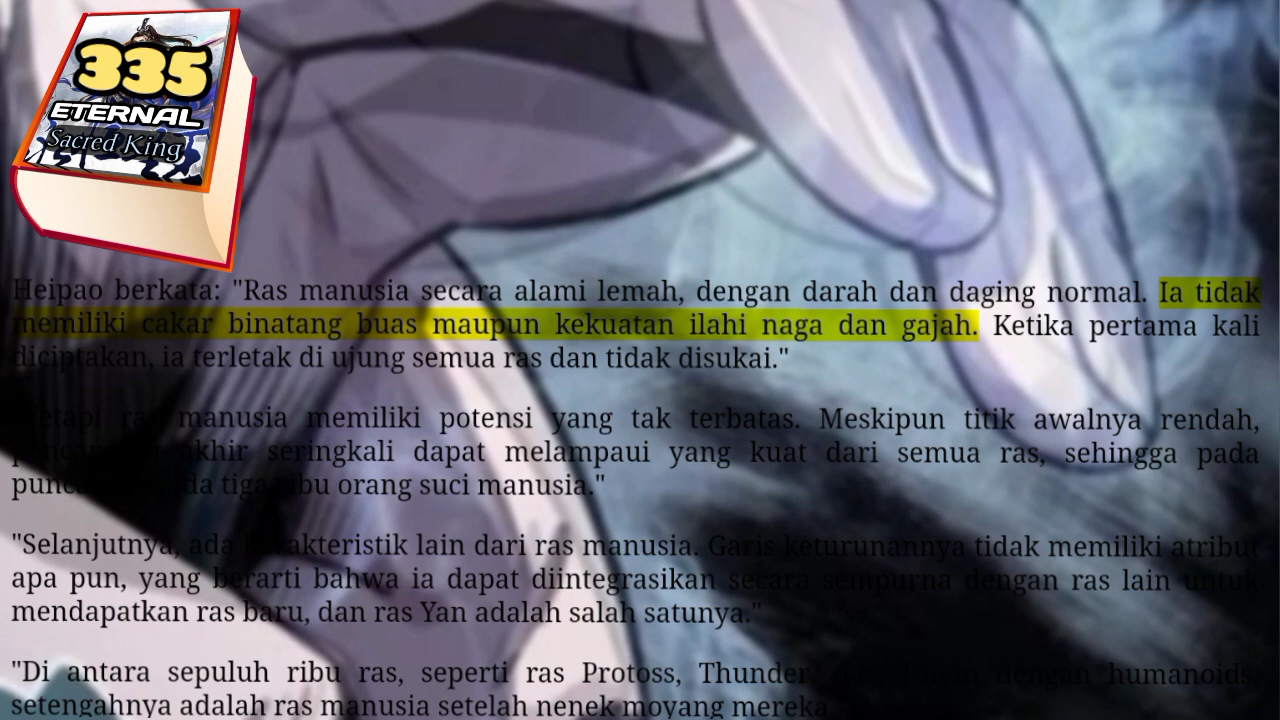 335
ETERNAL
Sacred King
Heipao berkata: "Ras manusia secara alami lemah, dengan darah dan daging normal. Ia tidak
memiliki cakar binatang buas maupun kekuatan ilahi naga dan gajah. Ketika pertama kali
diciptakan, ia terletak di ujung semua ras dan tidak disukai."
manusia memiliki potensi yang tak terbatas. Meskipun titik awalnya rendah,
akhir seringkali dapat melampaui yang kuat dari semua ras, sehingga pada
tiga ribu orang suci manusia."
"Selanjutnya, ada karakteristik lain dari ras manusia. Garis keturunannya tidak memiliki atribut
apa pun, yang berarti bahwa ia dapat diintegrasikan secara sempurna dengan ras lain untuk
mendapatkan ras baru, dan ras Yan adalah salah satunya."
"Di antara sepuluh ribu ras, seperti ras Protoss, Thunder, dengan humanoids,
setengahnya adalah ras manusia setelah nenek moyang mereka.